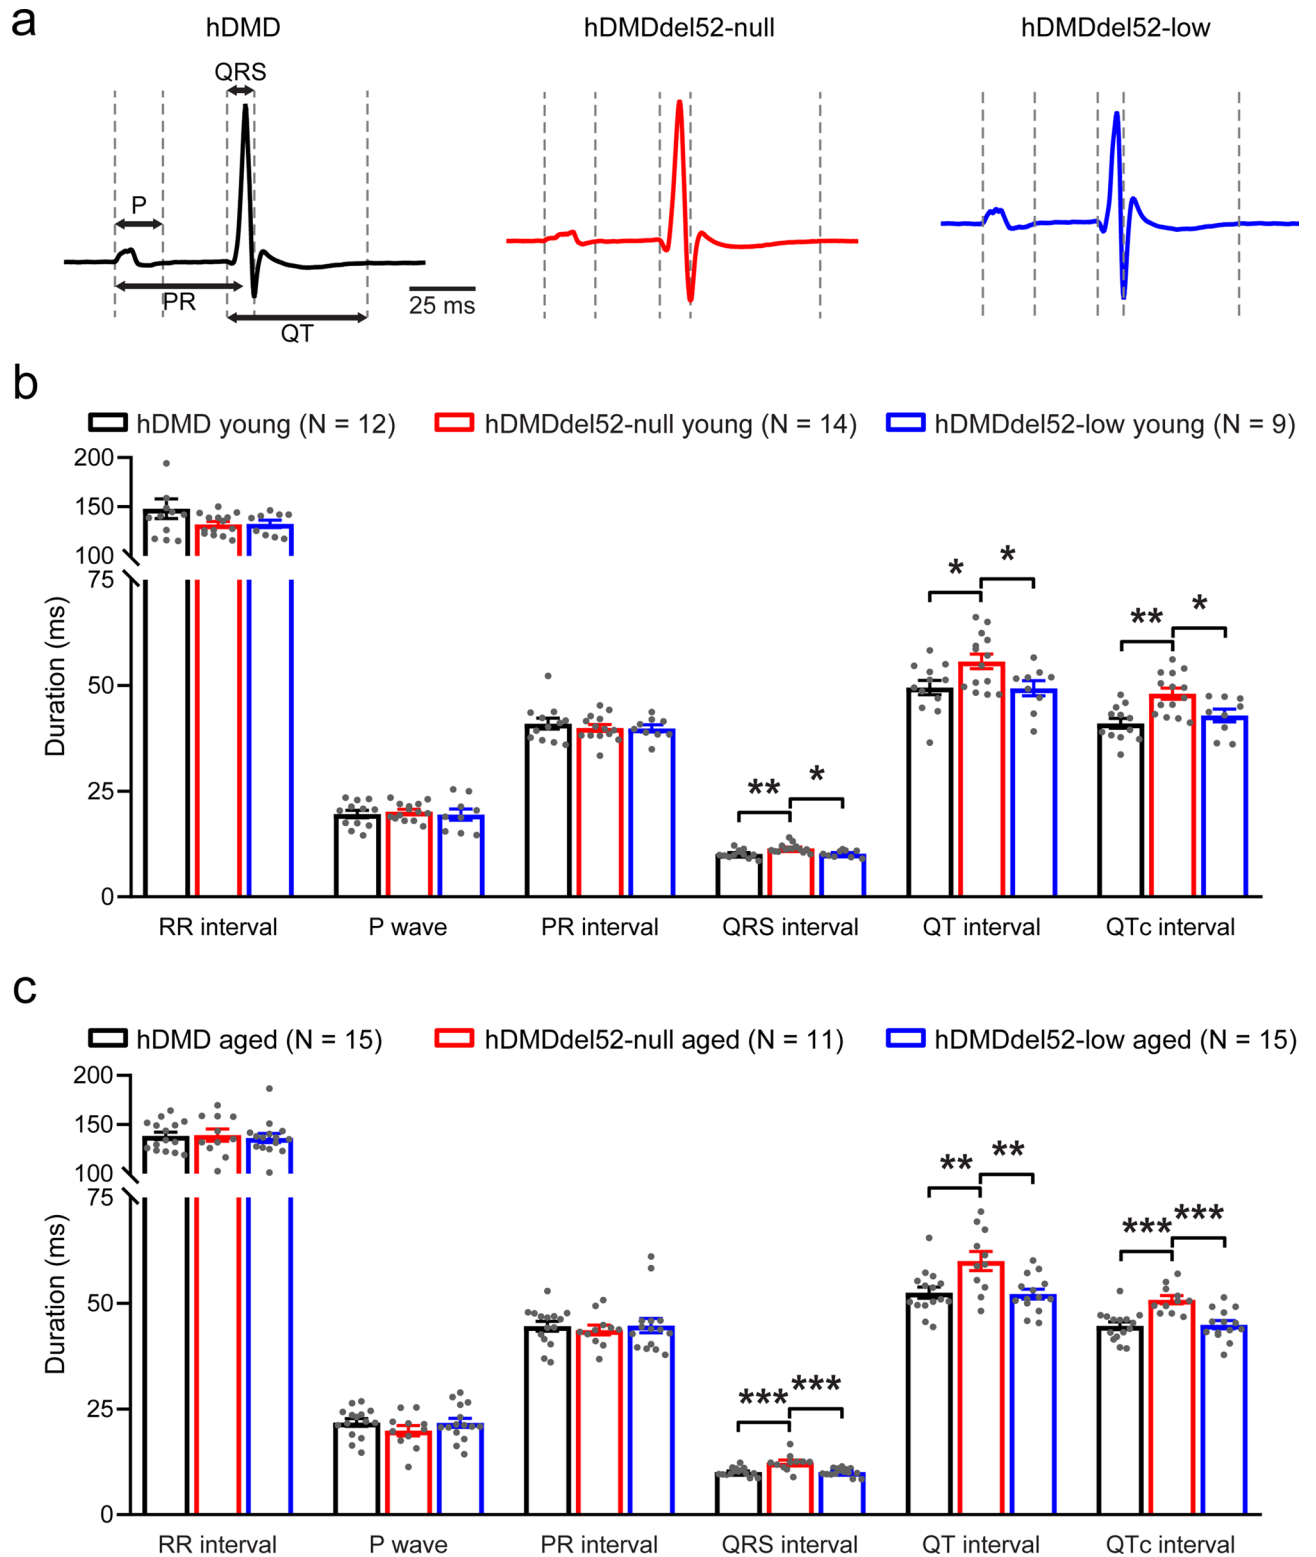 a
hDMD
hDMDdel52-null
hDMDdel52-low
QRS
P
PR
QT
25 ms
b
hDMD young (N = 12)
hDMDdel52-null young (N = 14)
hDMDdel52-low young (N = 9)
200
150
100
75
50
25
0
Duration (ms)
** *
* *
** *
RR interval
P wave
PR interval
QRS interval
QT interval
QTc interval
c
hDMD aged (N = 15)
hDMDdel52-null aged (N = 11)
hDMDdel52-low aged (N = 15)
200
150
100
75
50
25
0
Duration (ms)
*** ***
** **
*** ***
RR interval
P wave
PR interval
QRS interval
QT interval
QTc interval